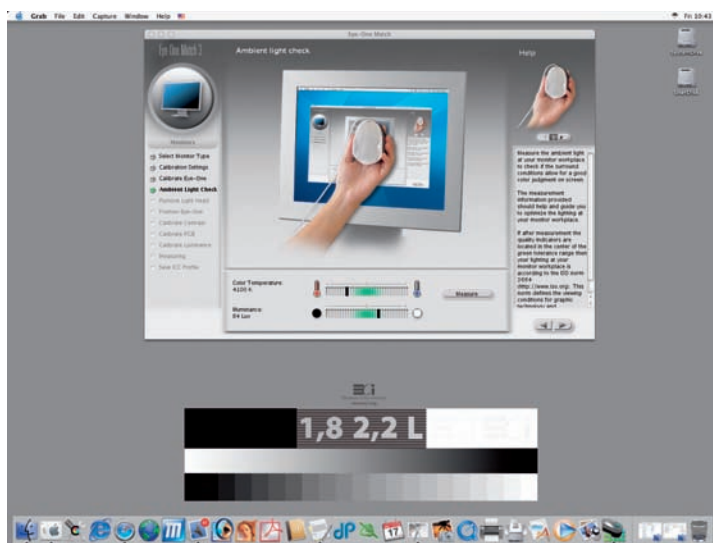 Grab File Edit Capture Window Help
Fri 10:43
Eye-One Match
Eye-One Match 3
Ambient light check
Help
Monitors
Select Monitor Type
Calibration Settings
Calibrate Eye-One
Ambient Light Check
Position Eye-One
Calibrate Contrast
Calibrate RGB
Calibrate Luminance
Measuring
Save ICC Profile
Color Temperature:
4100 K
Illuminance:
84 Lux
Measure
Measure the ambient light
at your monitor workplace
to check if the surround
conditions allow for a good
color judgment on screen.
The measurement
information provided
should help and guide you
to optimize the lighting at
your monitor workplace.
If after measurement the
quality indicators are
located in the center of the
green tolerance range then
your lighting at your
monitor workplace is
according to the ISO norm
3664
(http://www.iso.org). This
norm defines the viewing
conditions for graphic
technology and
1,8 2,2 L
17